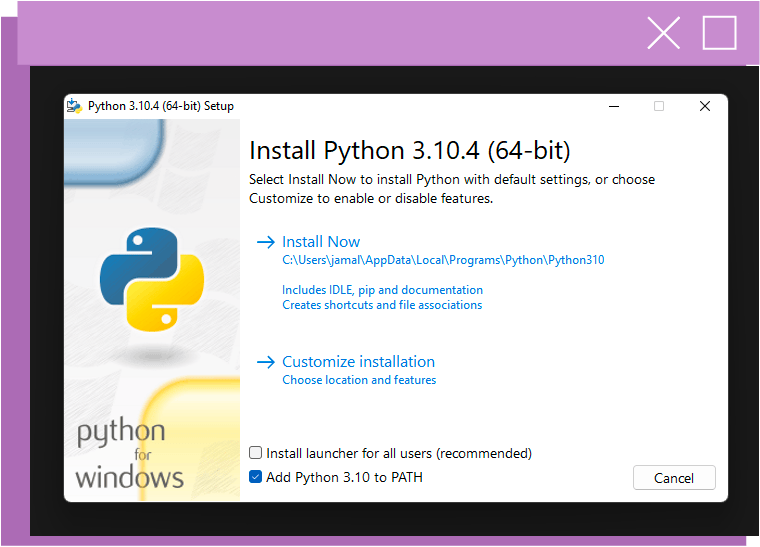 Python 3.10.4 (64-bit) Setup
Install Python 3.10.4 (64-bit)
Select Install Now to install Python with default settings, or choose
Customize to enable or disable features.
Install Now
C:\Users\jamal\AppData\Local\Programs\Python\Python310
Includes IDLE, pip and documentation
Creates shortcuts and file associations
Customize installation
Choose location and features
python
for
windows
Install launcher for all users (recommended)
Add Python 3.10 to PATH
Cancel